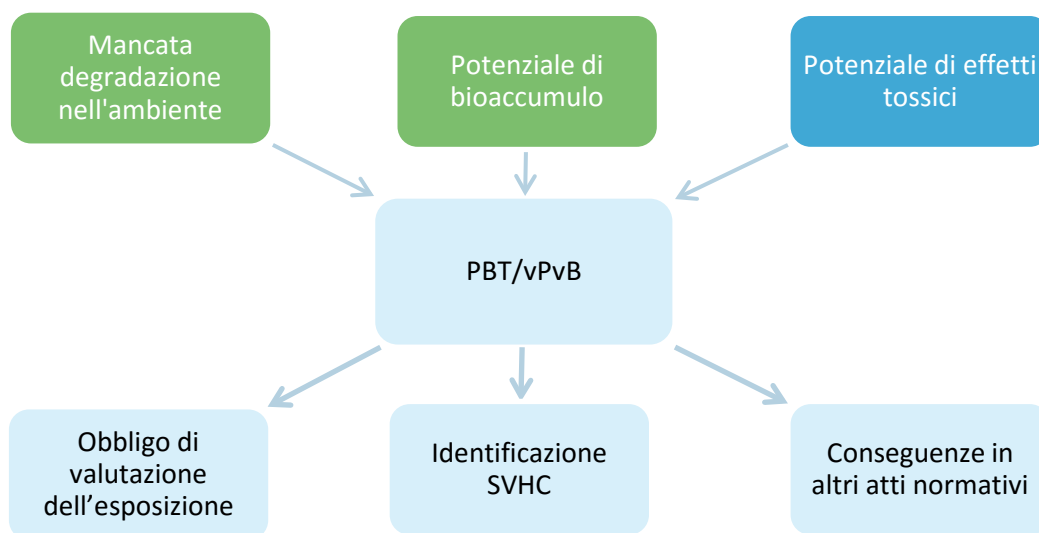 Mancata
degradazione
nell'ambiente
Potenziale di
bioaccumulo
Potenziale di effetti
tossici
PBT/vPvB
Obbligo di
valutazione
dell’esposizione
Identificazione
SVHC
Conseguenze in
altri atti normativi